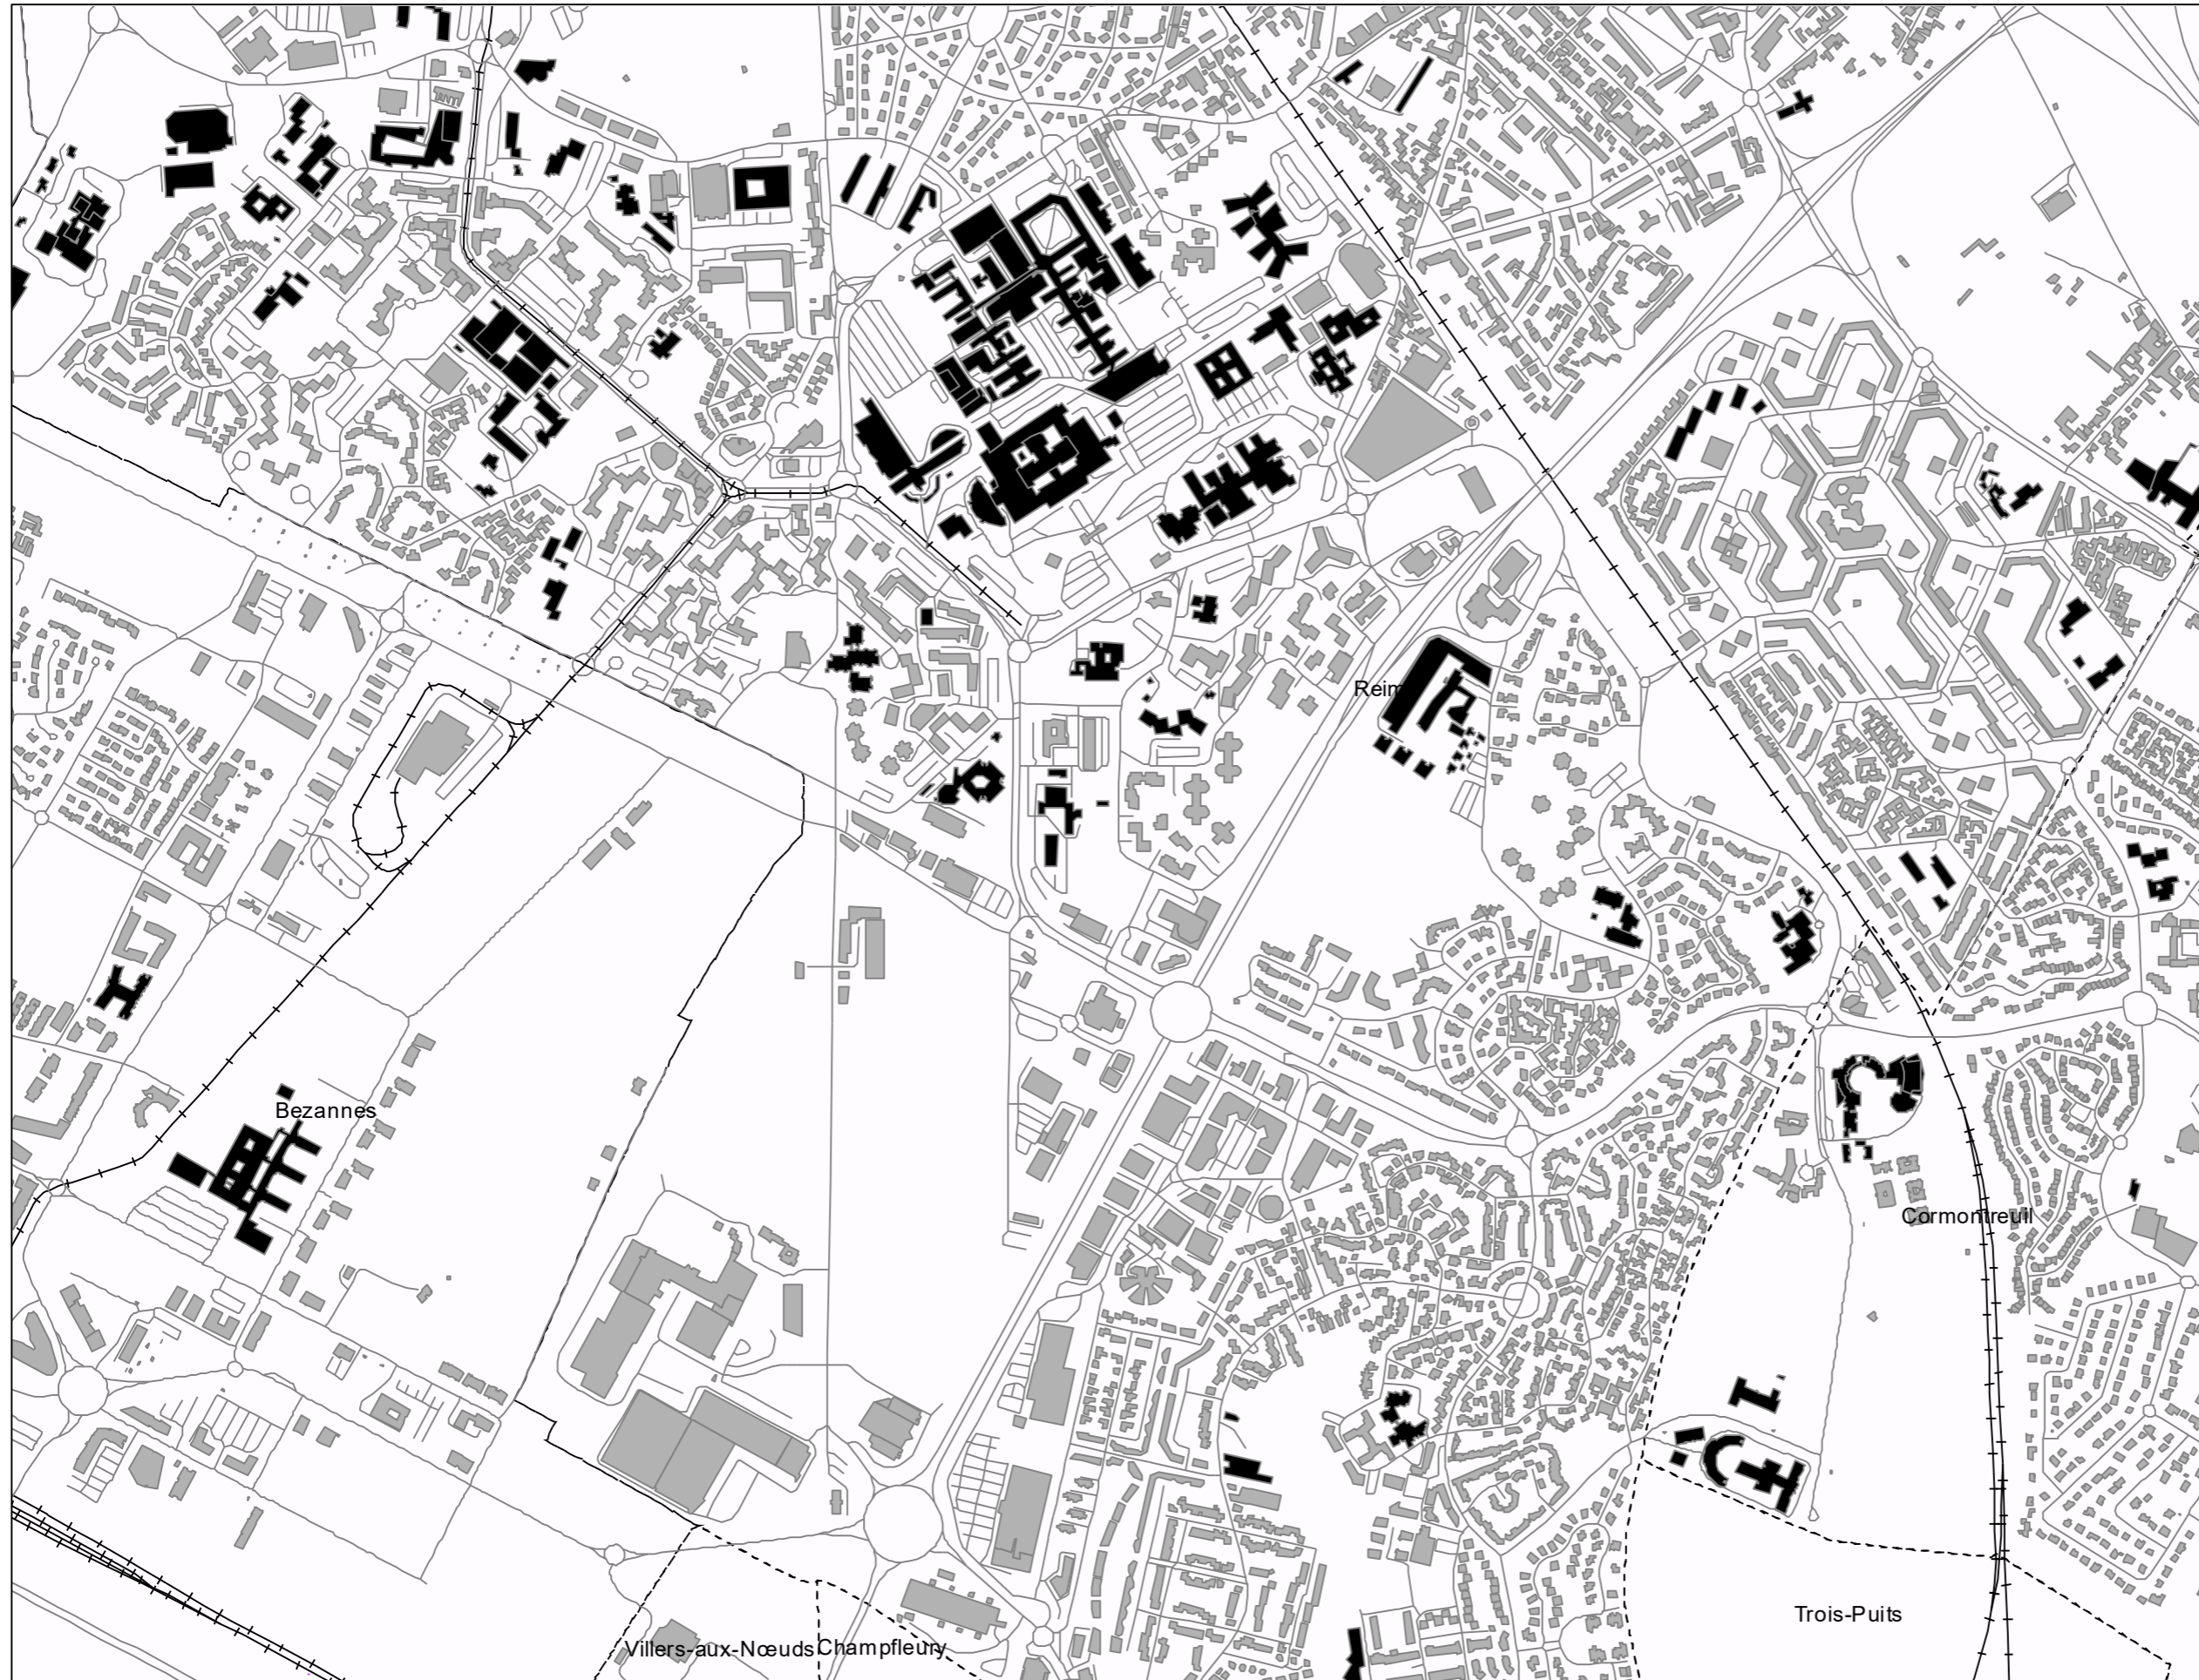 Reim
Bezannes
Cormontreuil
Trois-Puits
Villers-aux-Nœuds
Champfleury